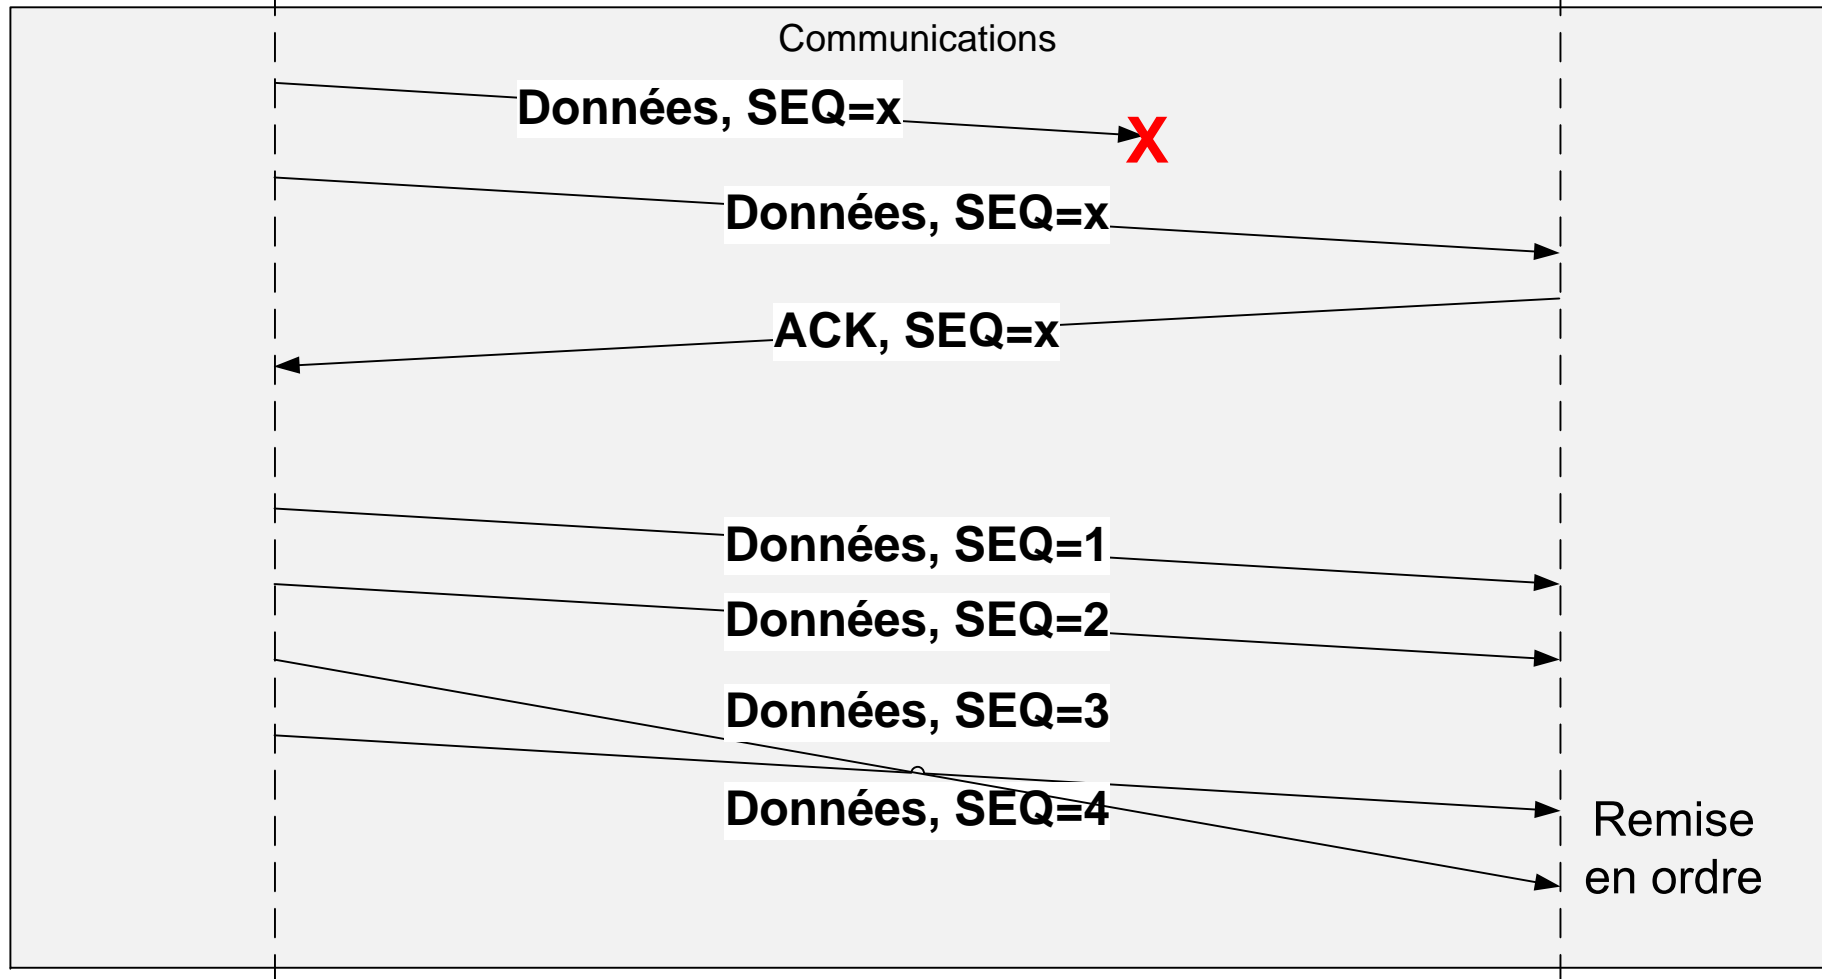 Communications
Données, SEQ=x
X
Données, SEQ=x
ACK, SEQ=x
Données, SEQ=1
Données, SEQ=2
Données, SEQ=3
Données, SEQ=4
Remise
en ordre